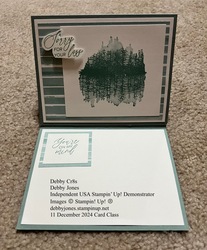 Sorry
FOR
YOUR
loss
You're
on my
mind
Debby Cr8s
Debby Jones
Independent USA Stampin' Up! Demonstrator
Images © Stampin' Up! ®
debbyjones.stampinup.net
11 December 2024 Card Class